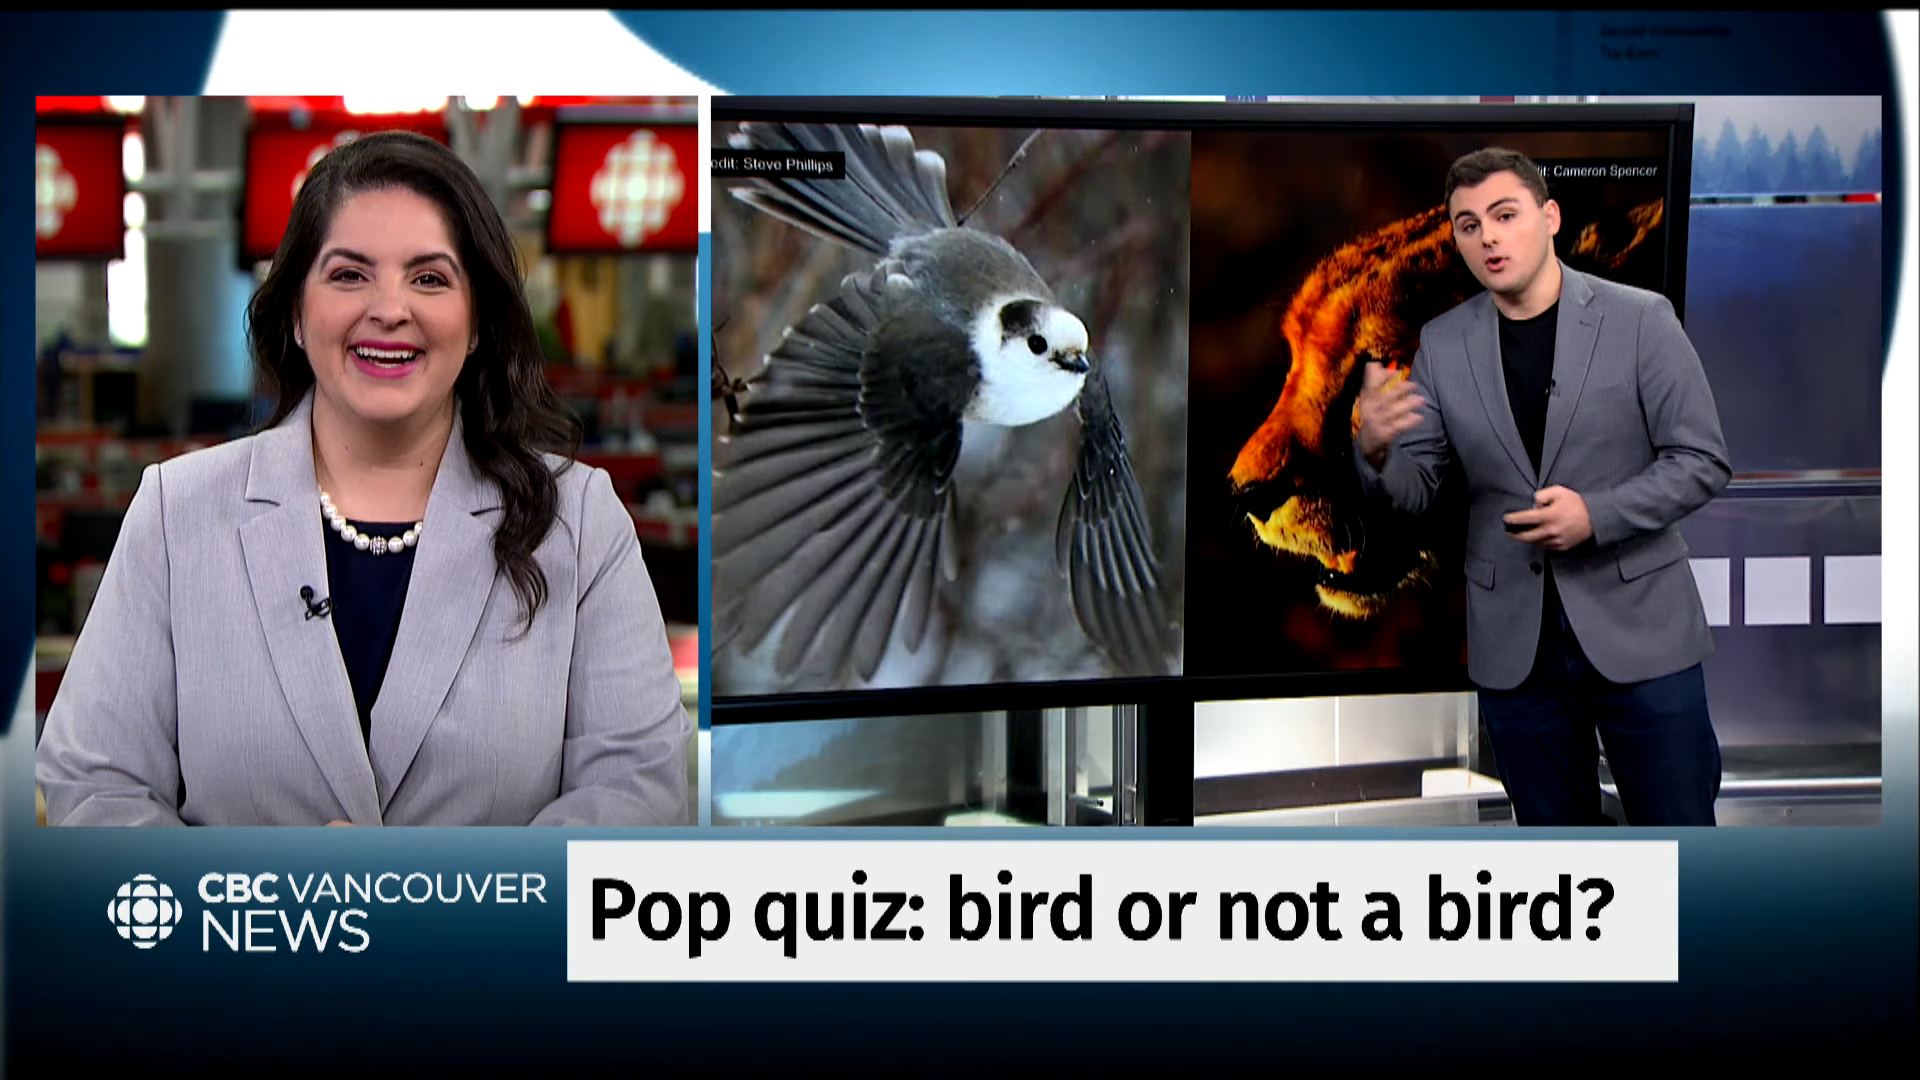 edit: Steve Phillips
it: Cameron Spencer
CBC VANCOUVER
NEWS
Pop quiz: bird or not a bird?